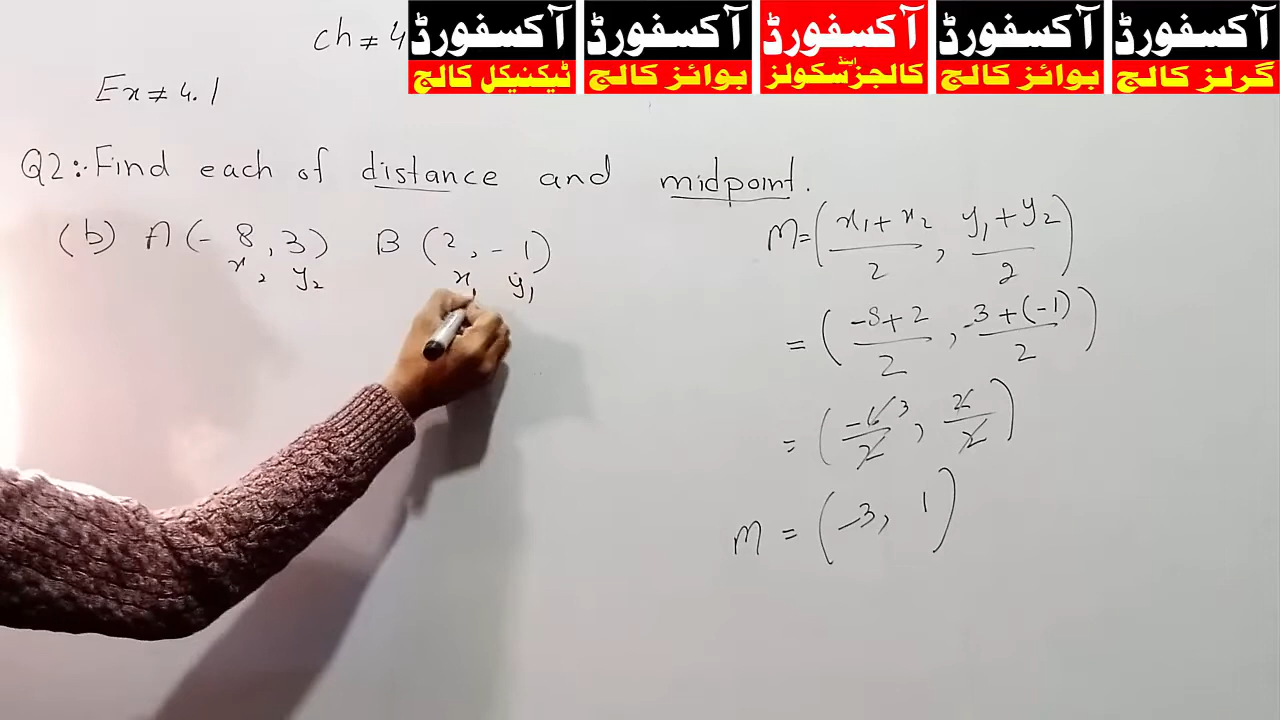 ch ≠ 4
آکسفورڈ
ٹیکنیکل کالج
آکسفورڈ
بوائز کالج
آکسفورڈ
کالجز اینڈ سکولز
آکسفورڈ
بوائز کالج
آکسفورڈ
گرلز کالج
Ex ≠ 4.1
Q2:: Find each of distance and midpoint.
(b) A (- 8 , 3) B (2 , - 1)
x₂ y₂ x₁ y₁
M = (x₁ + x₂ / 2 , y₁ + y₂ / 2)
= (-8 + 2 / 2 , -3 + (-1) / 2)
= (-6 3 / 2 , 2 / 2)
M = (-3, 1)